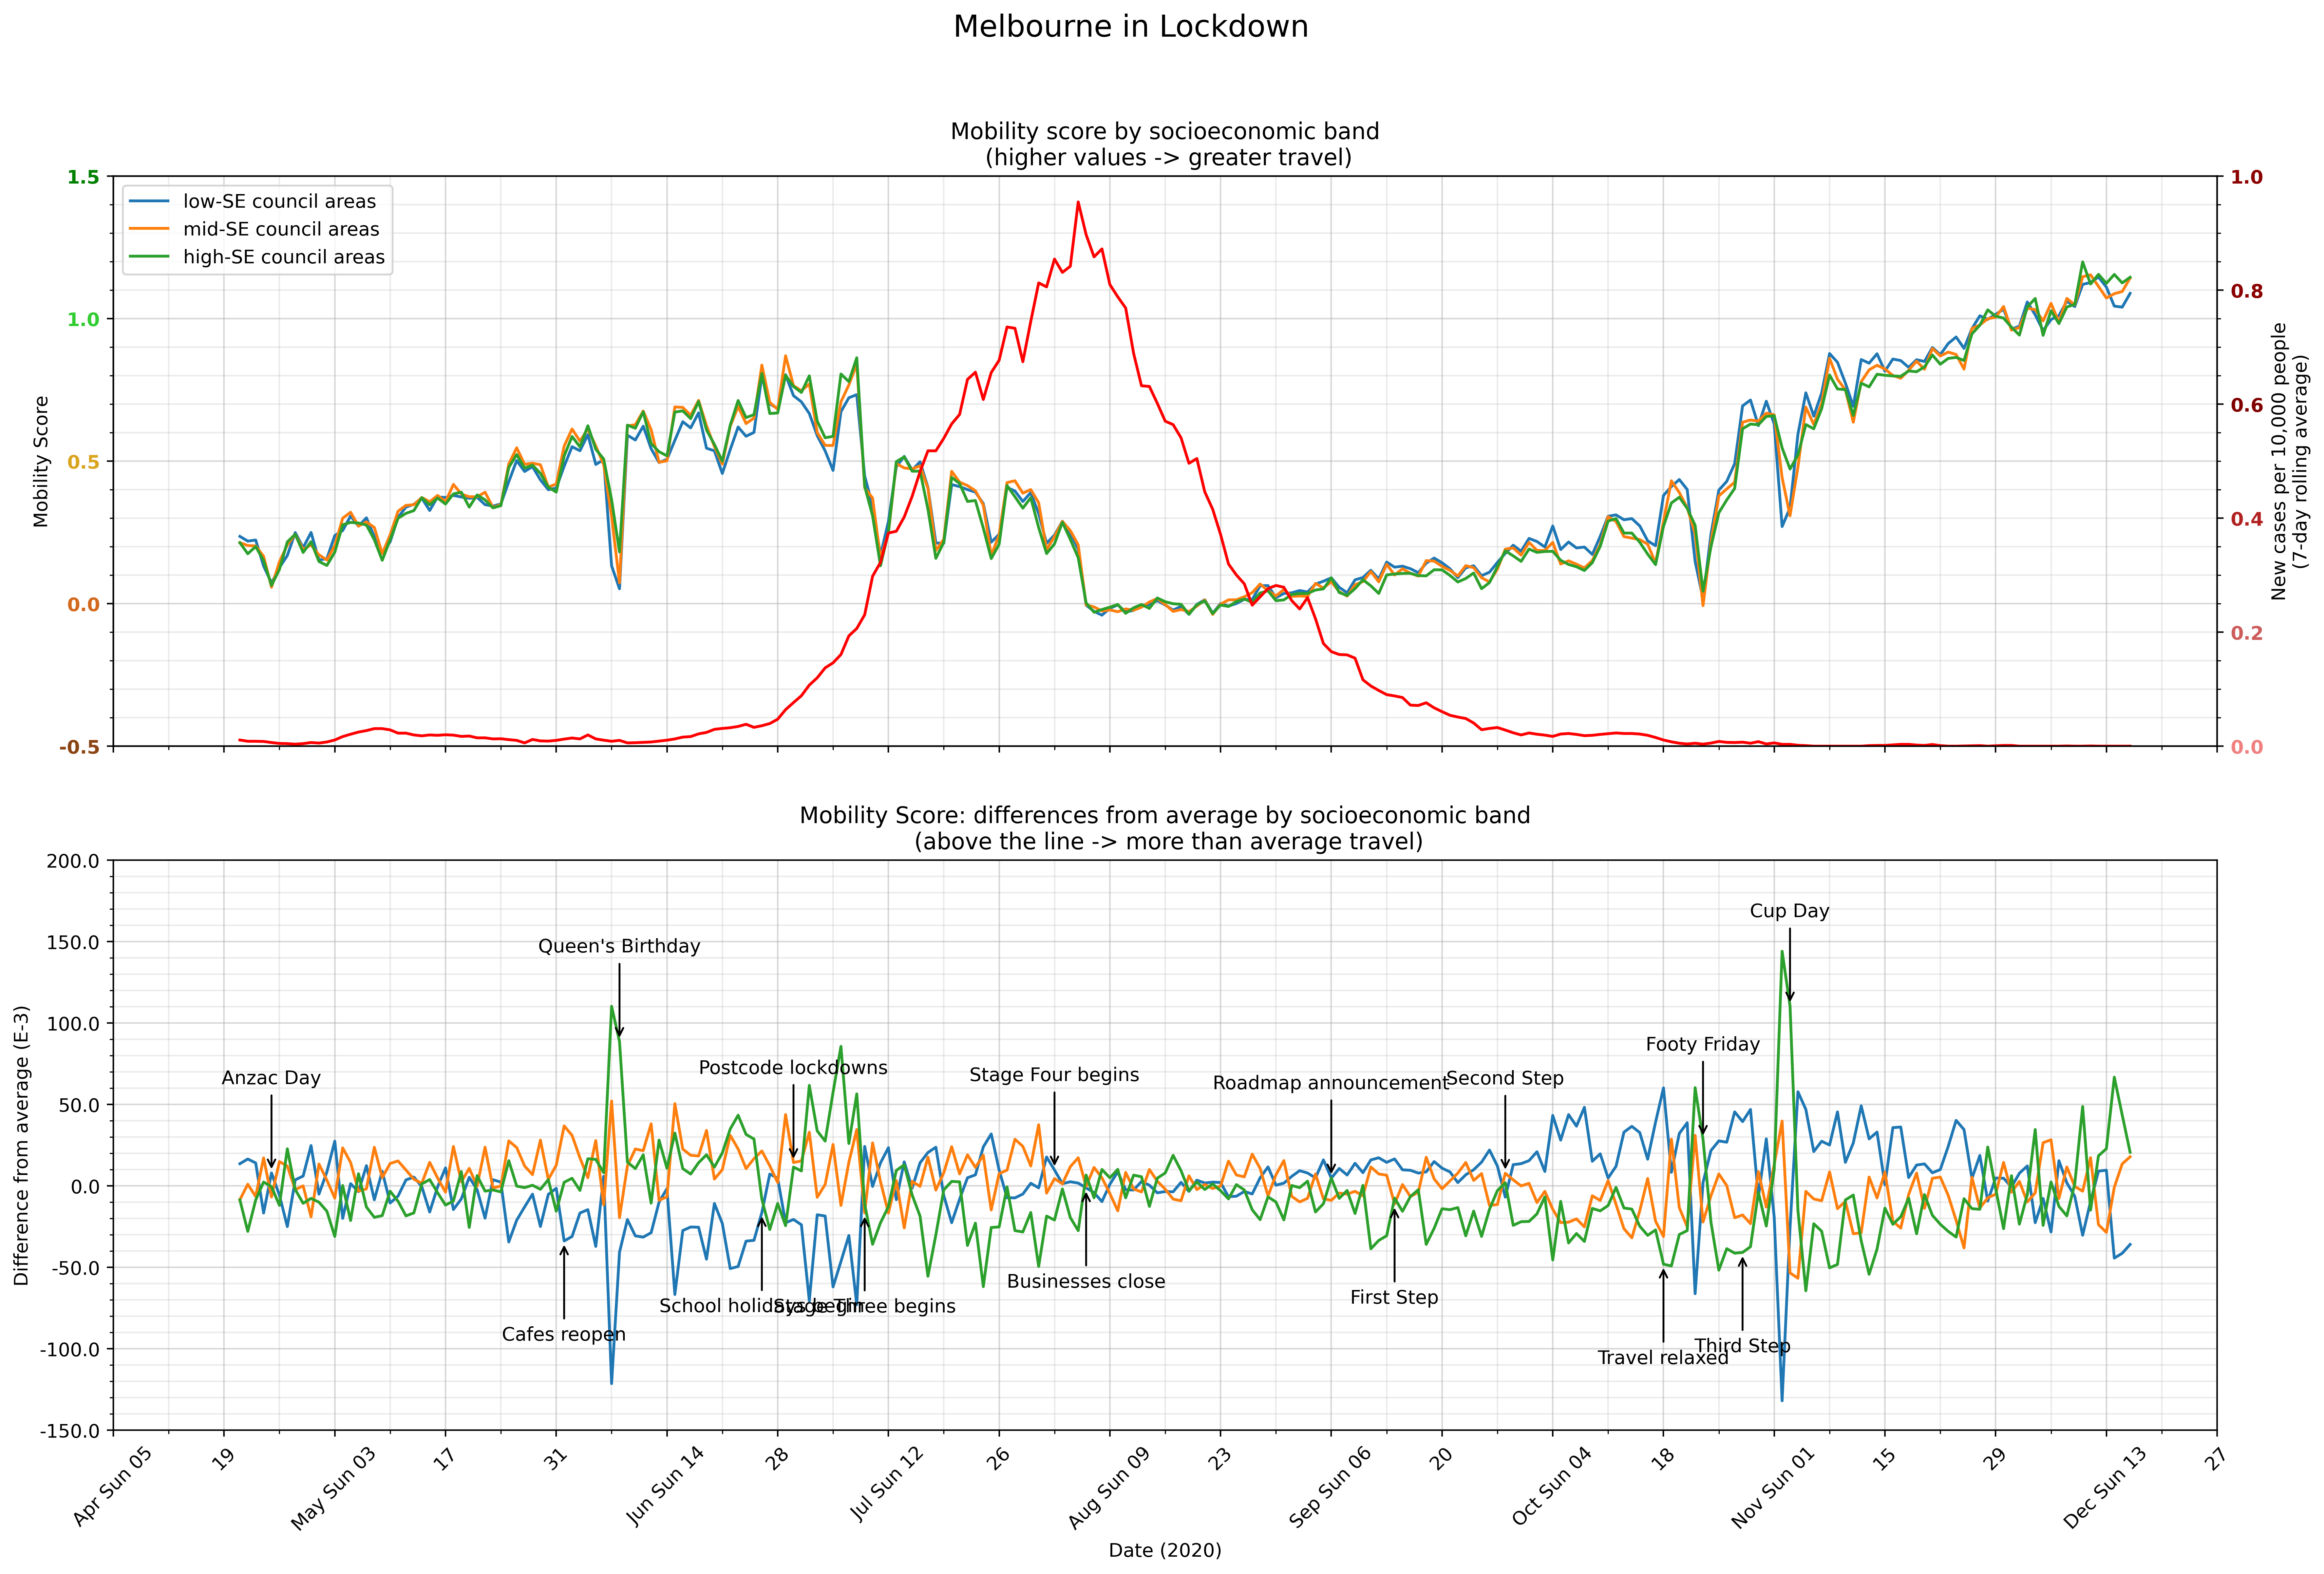 Melbourne in Lockdown
Mobility score by socioeconomic band
(higher values -> greater travel)
low-SE council areas
mid-SE council areas
high-SE council areas
Mobility Score
1.5
1.0
0.5
0.0
-0.5
1.0
0.8
0.6
0.4
0.2
0.0
New cases per 10,000 people
(7-day rolling average)
Mobility Score: differences from average by socioeconomic band
(above the line -> more than average travel)
Difference from average (E-3)
200.0
150.0
100.0
50.0
0.0
-50.0
-100.0
-150.0
Anzac Day
Queen's Birthday
Cafes reopen
Postcode lockdowns
School holidays begin
Stage Three begins
Stage Four begins
Businesses close
Roadmap announcement
First Step
Second Step
Footy Friday
Travel relaxed
Third Step
Cup Day
Apr Sun 05
19
May Sun 03
17
31
Jun Sun 14
28
Jul Sun 12
26
Aug Sun 09
23
Sep Sun 06
20
Oct Sun 04
18
Nov Sun 01
15
29
Dec Sun 13
27
Date (2020)